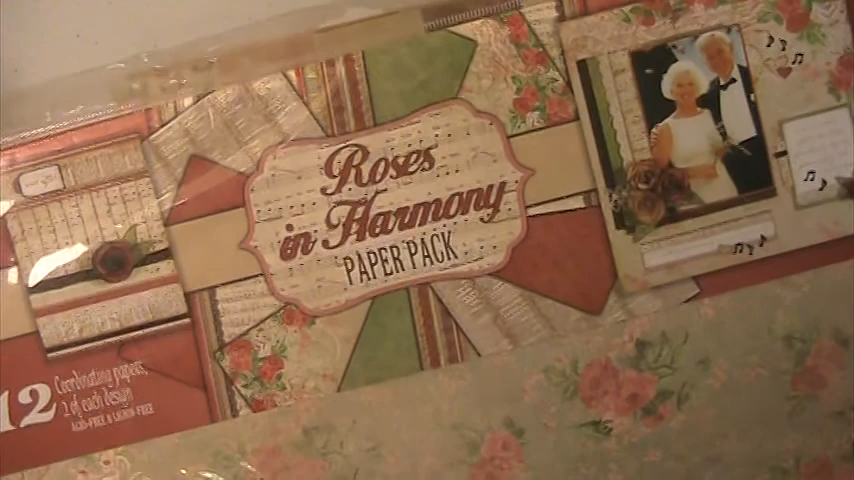 Roses
in Harmony
PAPER PACK
12
Coordinating papers,
2 of each design
ACID-FREE & LIGNIN-FREE